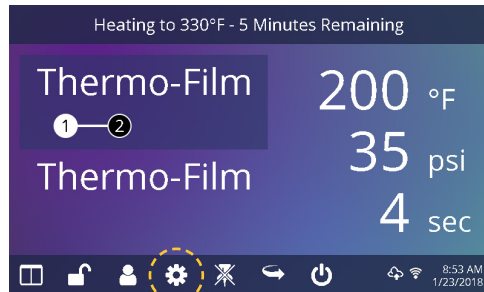 Heating to 330°F - 5 Minutes Remaining
Thermo-Film
1 2
Thermo-Film
200 °F
35 psi
4 sec
8:53 AM
1/23/2018